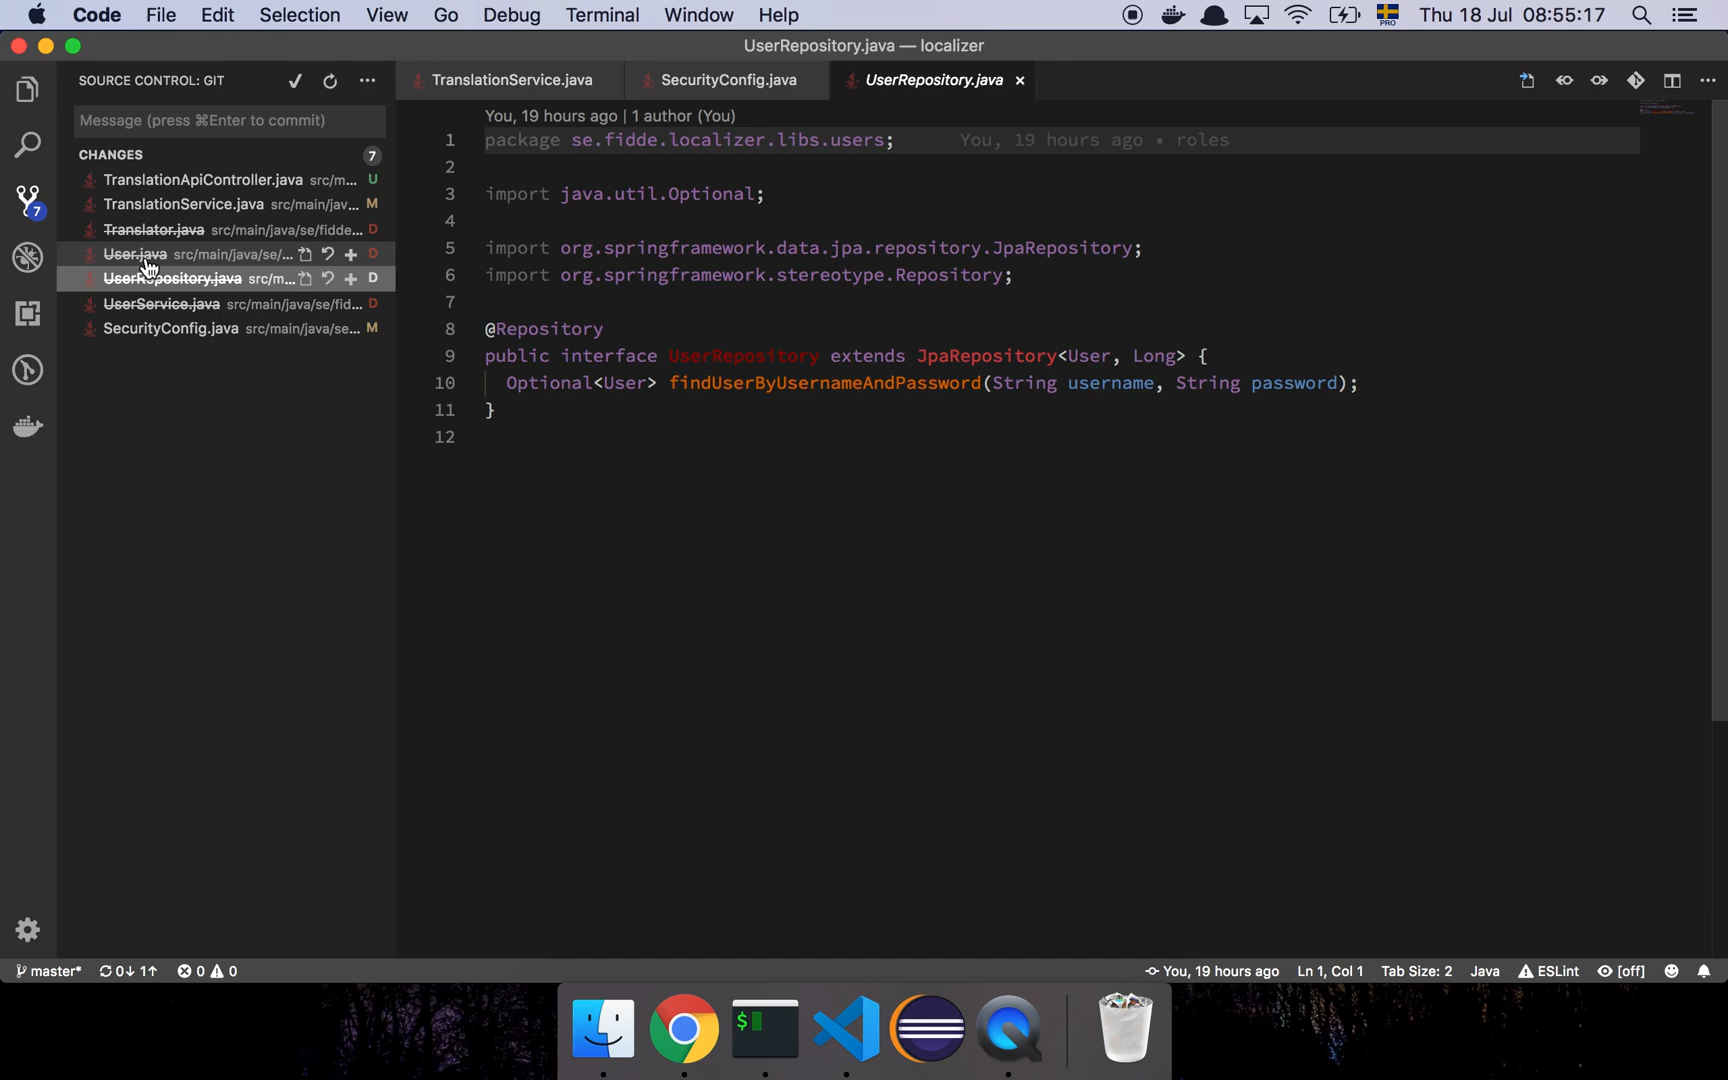 Code File Edit Selection View Go Debug Terminal Window Help
PRO Thu 18 Jul 08:55:17
UserRepository.java — localizer
SOURCE CONTROL: GIT
TranslationService.java SecurityConfig.java UserRepository.java
Message (press ⌘Enter to commit)
CHANGES 7
TranslationApiController.java src/m... U
TranslationService.java src/main/jav... M
Translator.java src/main/java/se/fidde... D
User.java src/main/java/se/... D
UserRepository.java src/m... D
UserService.java src/main/java/se/fid... D
SecurityConfig.java src/main/java/se... M
7
You, 19 hours ago | 1 author (You)
1 package se.fidde.localizer.libs.users; You, 19 hours ago • roles
2
3 import java.util.Optional;
4
5 import org.springframework.data.jpa.repository.JpaRepository;
6 import org.springframework.stereotype.Repository;
7
8 @Repository
9 public interface UserRepository extends JpaRepository<User, Long> {
10 Optional<User> findUserByUsernameAndPassword(String username, String password);
11 }
12
master* 0↓ 1↑ 0 0 You, 19 hours ago Ln 1, Col 1 Tab Size: 2 Java ESLint [off]
$